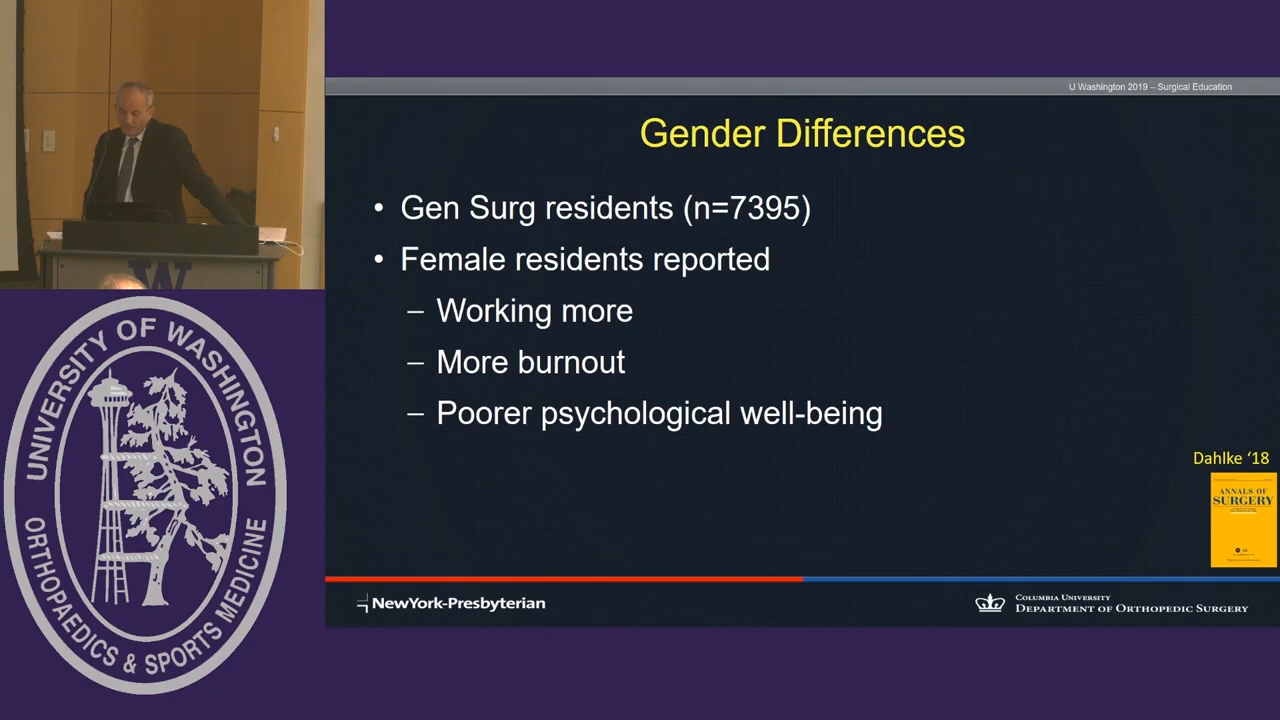 U Washington 2019 – Surgical Education
Gender Differences
• Gen Surg residents (n=7395)
• Female residents reported
– Working more
– More burnout
– Poorer psychological well-being
Dahlke ‘18
ANNALS OF
SURGERY
NewYork-Presbyterian
COLUMBIA UNIVERSITY
DEPARTMENT OF ORTHOPEDIC SURGERY
UNIVERSITY OF WASHINGTON
ORTHOPAEDICS & SPORTS MEDICINE
W